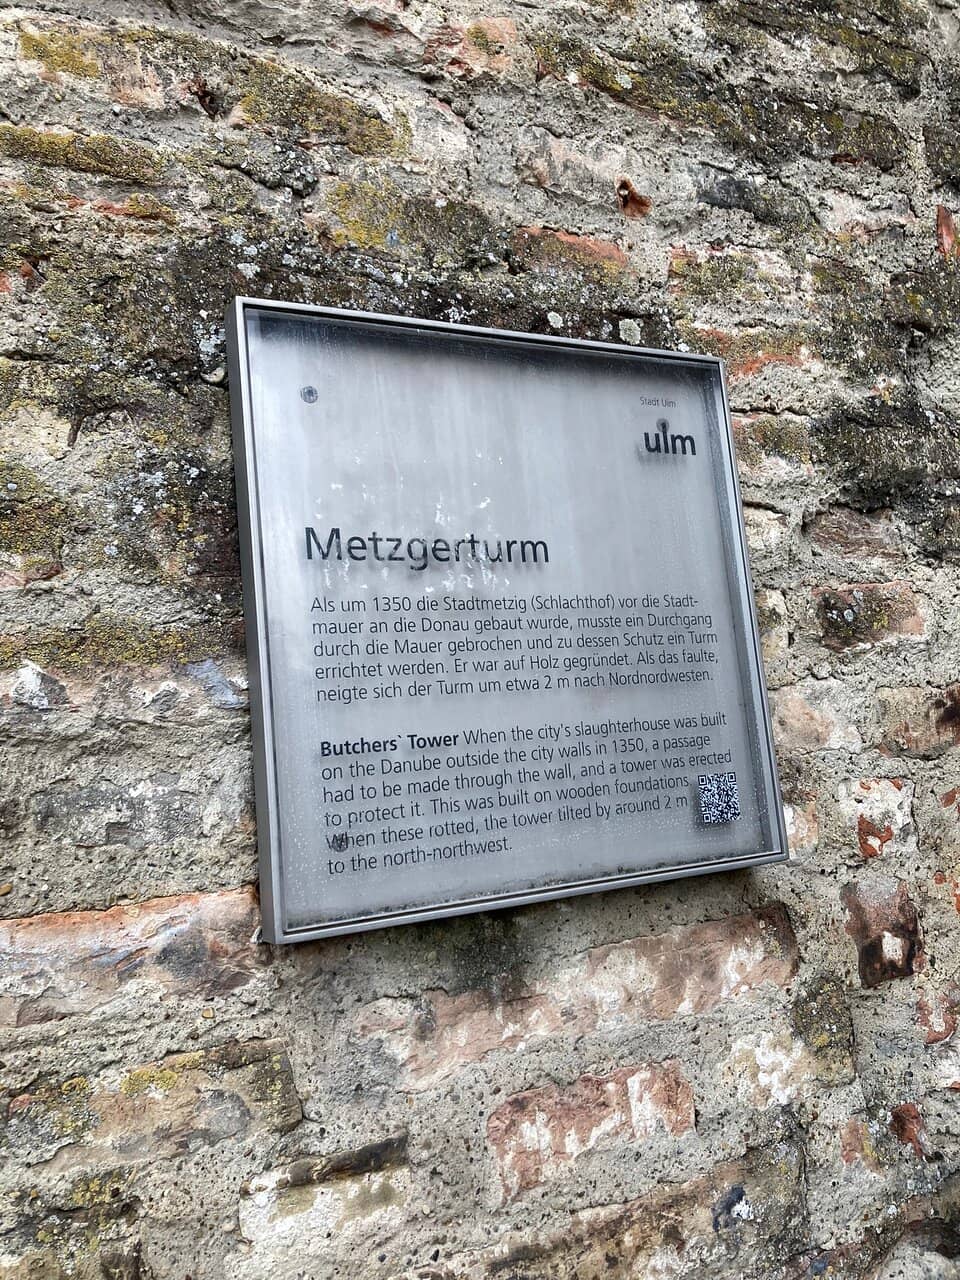 Stadt Ulm
ulm
Metzgerturm
Als um 1350 die Stadtmetzig (Schlachthof) vor die Stadt-
mauer an die Donau gebaut wurde, musste ein Durchgang
durch die Mauer gebrochen und zu dessen Schutz ein Turm
errichtet werden. Er war auf Holz gegründet. Als das faulte,
neigte sich der Turm um etwa 2 m nach Nordnordwesten.
Butchers` Tower When the city's slaughterhouse was built
on the Danube outside the city walls in 1350, a passage
had to be made through the wall, and a tower was erected
to protect it. This was built on wooden foundations.
When these rotted, the tower tilted by around 2 m
to the north-northwest.